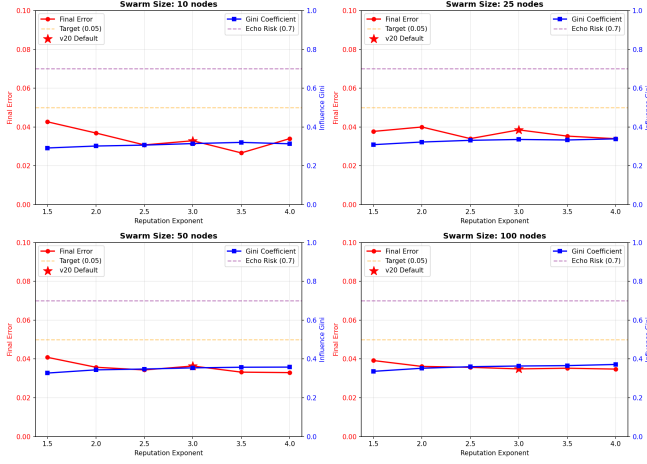 Swarm Size: 10 nodes
Final Error
Target (0.05)
v20 Default
Gini Coefficient
Echo Risk (0.7)
0.10
0.08
0.06
0.04
0.02
0.00
Final Error
1.0
0.8
0.6
0.4
0.2
0.0
Influence Gini
1.5 2.0 2.5 3.0 3.5 4.0
Reputation Exponent
Swarm Size: 25 nodes
Final Error
Target (0.05)
v20 Default
Gini Coefficient
Echo Risk (0.7)
0.10
0.08
0.06
0.04
0.02
0.00
Final Error
1.0
0.8
0.6
0.4
0.2
0.0
Influence Gini
1.5 2.0 2.5 3.0 3.5 4.0
Reputation Exponent
Swarm Size: 50 nodes
Final Error
Target (0.05)
v20 Default
Gini Coefficient
Echo Risk (0.7)
0.10
0.08
0.06
0.04
0.02
0.00
Final Error
1.0
0.8
0.6
0.4
0.2
0.0
Influence Gini
1.5 2.0 2.5 3.0 3.5 4.0
Reputation Exponent
Swarm Size: 100 nodes
Final Error
Target (0.05)
v20 Default
Gini Coefficient
Echo Risk (0.7)
0.10
0.08
0.06
0.04
0.02
0.00
Final Error
1.0
0.8
0.6
0.4
0.2
0.0
Influence Gini
1.5 2.0 2.5 3.0 3.5 4.0
Reputation Exponent